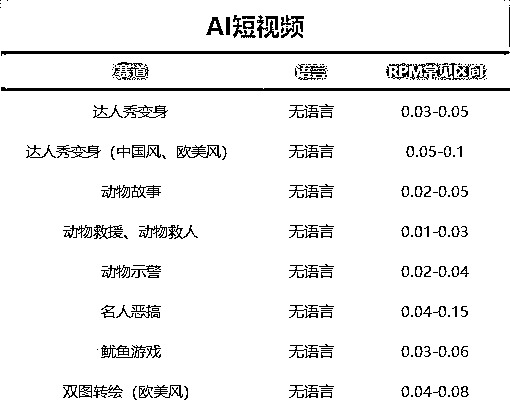 AI短视频
赛道 语言 RPM常见区间
达人秀变身 无语言 0.03-0.05
达人秀变身（中国风、欧美风） 无语言 0.05-0.1
动物故事 无语言 0.02-0.05
动物救援、动物救人 无语言 0.01-0.03
动物示警 无语言 0.02-0.04
名人恶搞 无语言 0.04-0.15
鱿鱼游戏 无语言 0.03-0.06
双图转绘（欧美风） 无语言 0.04-0.08